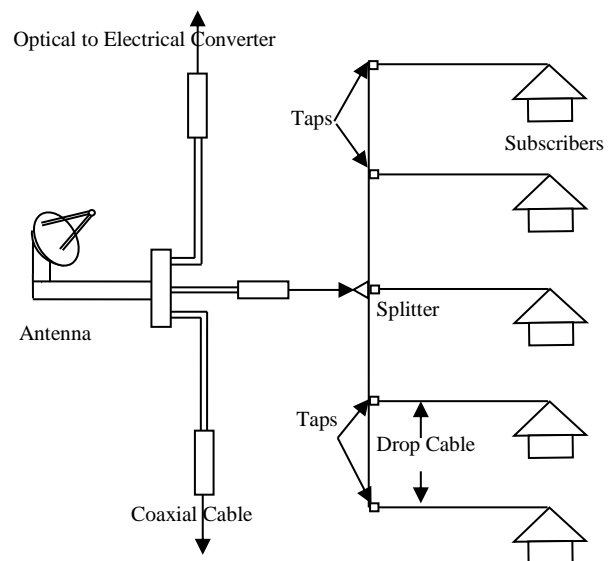 Optical to Electrical Converter
Taps
Subscribers
Antenna
Splitter
Taps
Drop Cable
Coaxial Cable